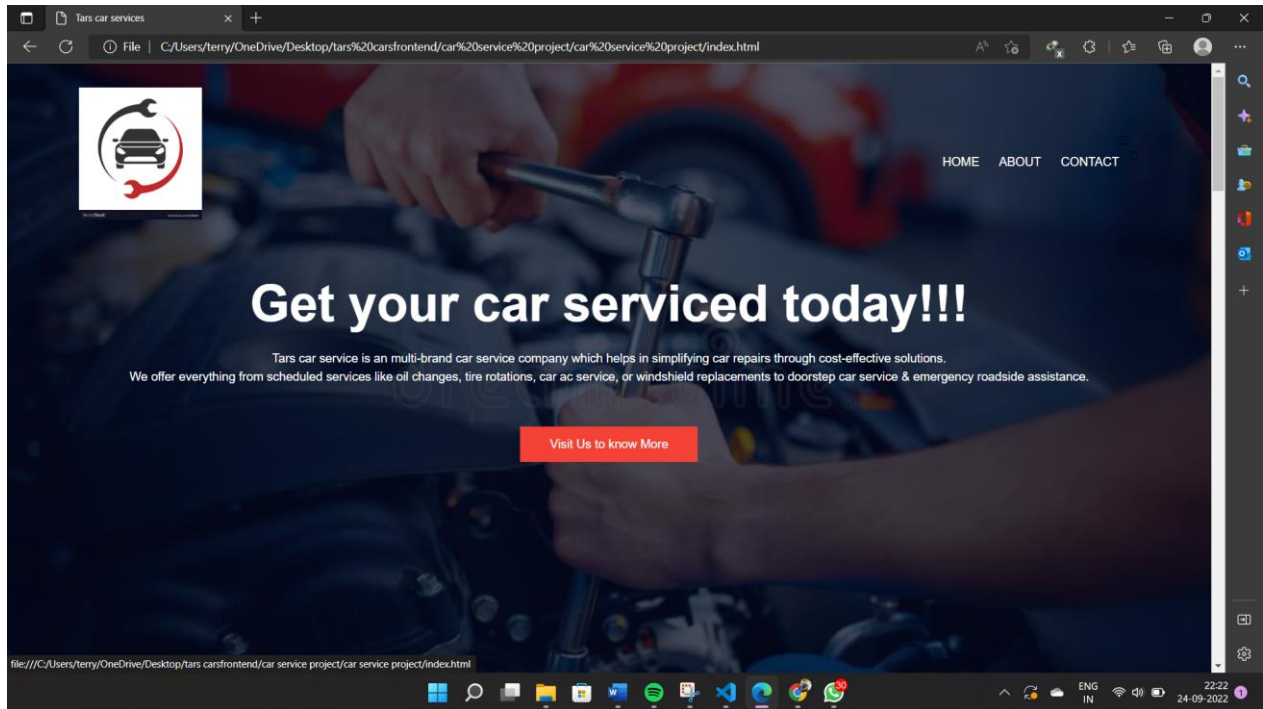 Tars car services
File
C:/Users/terry/OneDrive/Desktop/tars%20carsfrontend/car%20service%20project/car%20service%20project/index.html
HOME ABOUT CONTACT
Get your car serviced today!!!
Tars car service is an multi-brand car service company which helps in simplifying car repairs through cost-effective solutions.
We offer everything from scheduled services like oil changes, tire rotations, car ac service, or windshield replacements to doorstep car service & emergency roadside assistance.
Visit Us to know More
file:///C:/Users/terry/OneDrive/Desktop/tars carsfrontend/car service project/car service project/index.html
30
ENG
IN
22:22
24-09-2022
1